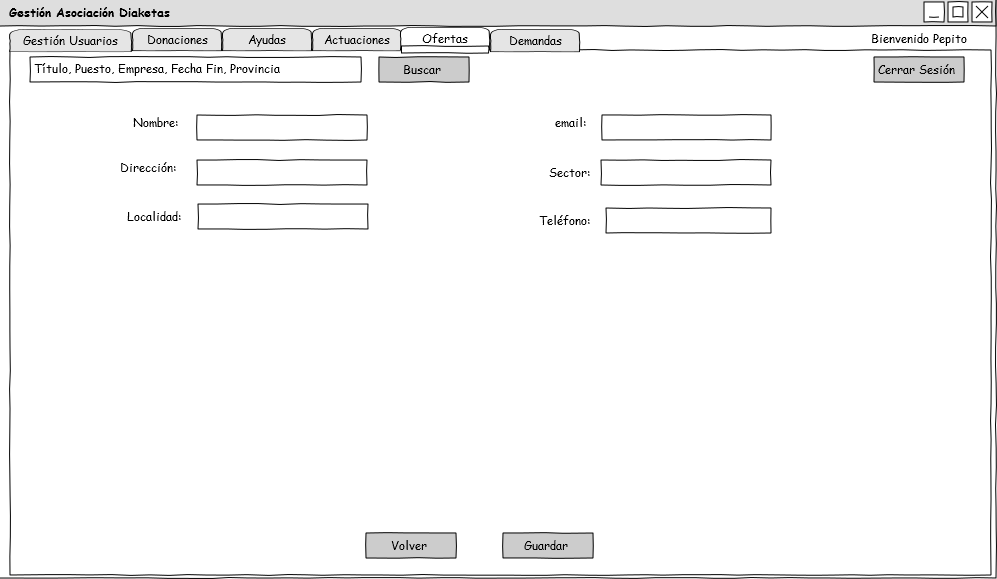 Gestión Asociación Diaketas
Gestión Usuarios
Donaciones
Ayudas
Actuaciones
Ofertas
Demandas
Bienvenido Pepito
Título, Puesto, Empresa, Fecha Fin, Provincia
Buscar
Cerrar Sesión
Nombre:
email:
Dirección:
Sector:
Localidad:
Teléfono:
Volver
Guardar